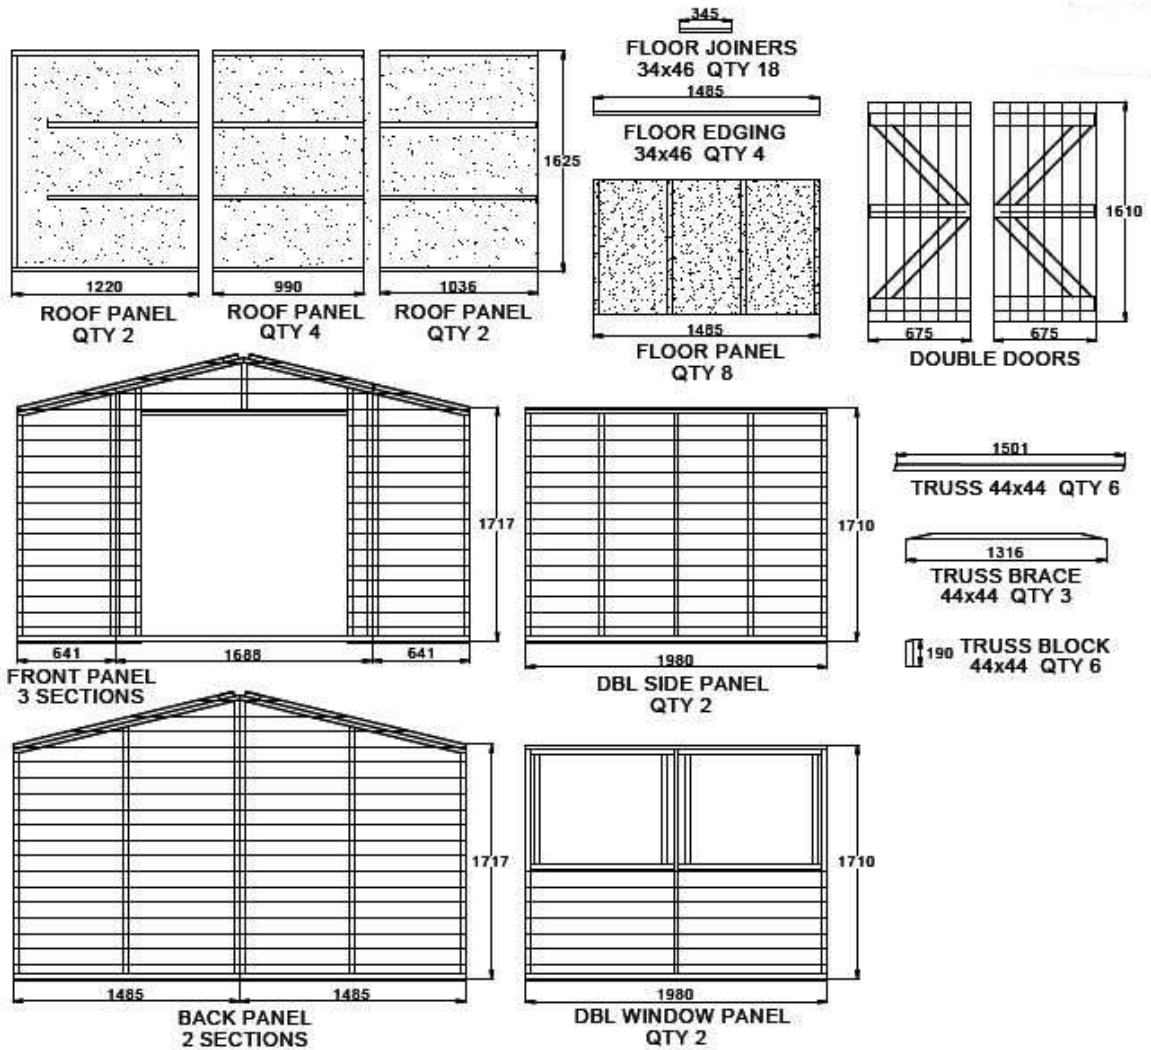 345
FLOOR JOINERS
34x46 QTY 18
1485
FLOOR EDGING
34x46 QTY 4
1625
1610
1220
990
1036
ROOF PANEL
QTY 2
ROOF PANEL
QTY 4
ROOF PANEL
QTY 2
1485
FLOOR PANEL
QTY 8
675
675
DOUBLE DOORS
1717
641
1688
641
FRONT PANEL
3 SECTIONS
1710
1980
DBL SIDE PANEL
QTY 2
1501
TRUSS 44x44 QTY 6
1316
TRUSS BRACE
44x44 QTY 3
190 TRUSS BLOCK
44x44 QTY 6
1717
1485
1485
BACK PANEL
2 SECTIONS
1710
1980
DBL WINDOW PANEL
QTY 2